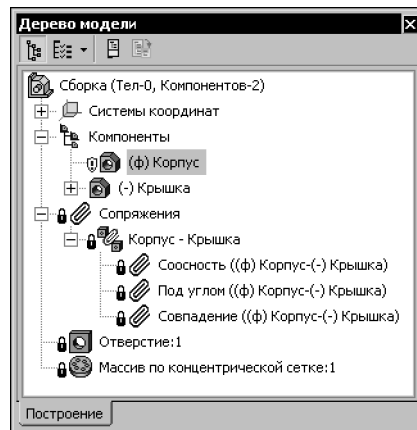 Дерево модели
Сборка (Тел-0, Компонентов-2)
Системы координат
Компоненты
(ф) Корпус
(-) Крышка
Сопряжения
Корпус - Крышка
Соосность ((ф) Корпус-(-) Крышка)
Под углом ((ф) Корпус-(-) Крышка)
Совпадение ((ф) Корпус-(-) Крышка)
Отверстие:1
Массив по концентрической сетке:1
Построение